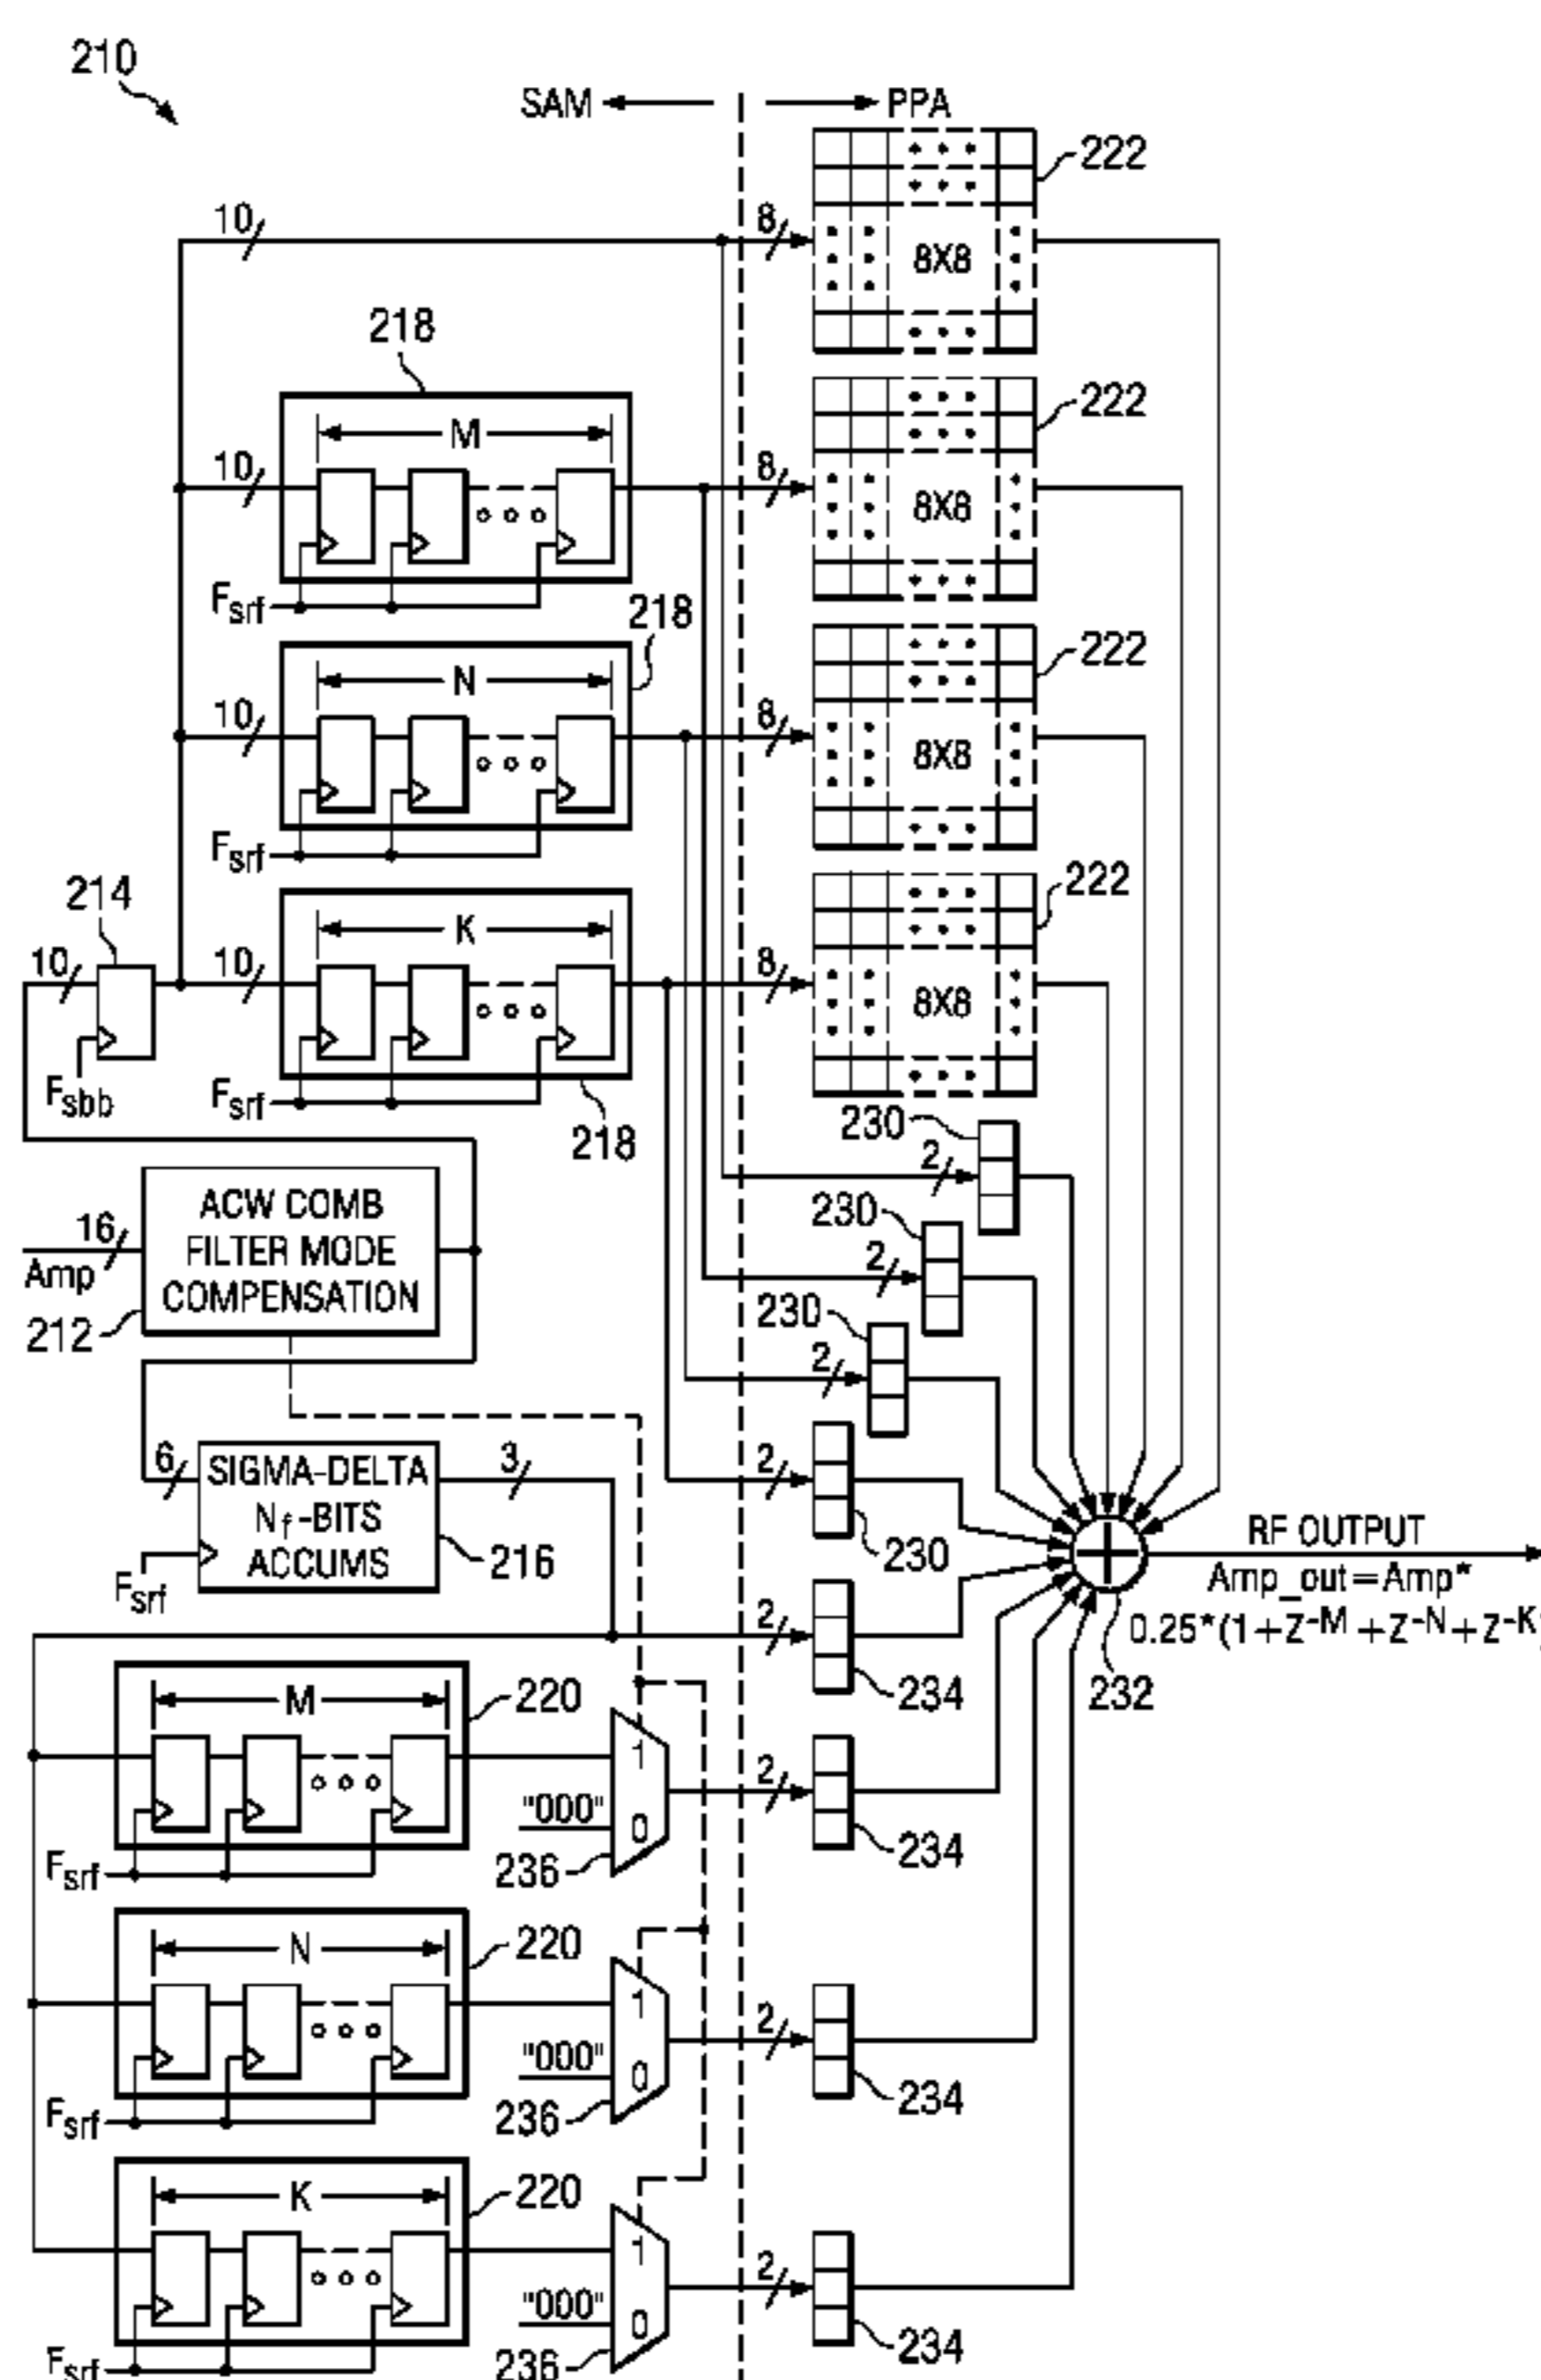 210
SAM
PPA
222
10
8
8X8
218
222
M
10
8
8X8
Fsrf
218
222
N
10
8
8X8
Fsrf
214
222
K
10
10
8
8X8
Fsbb
Fsrf
218
230
2
ACW COMB
FILTER MODE
COMPENSATION
16
Amp
212
230
2
230
2
6
SIGMA-DELTA
Nf-BITS
ACCUMS
3
216
Fsrf
2
230
RF OUTPUT
Amp_out=Amp*
0.25*(1+Z-M+Z-N+Z-K)
232
2
234
M
220
1
"000"
0
236
2
234
Fsrf
N
220
1
"000"
0
236
2
234
Fsrf
K
220
1
"000"
0
236
2
234
Fsrf